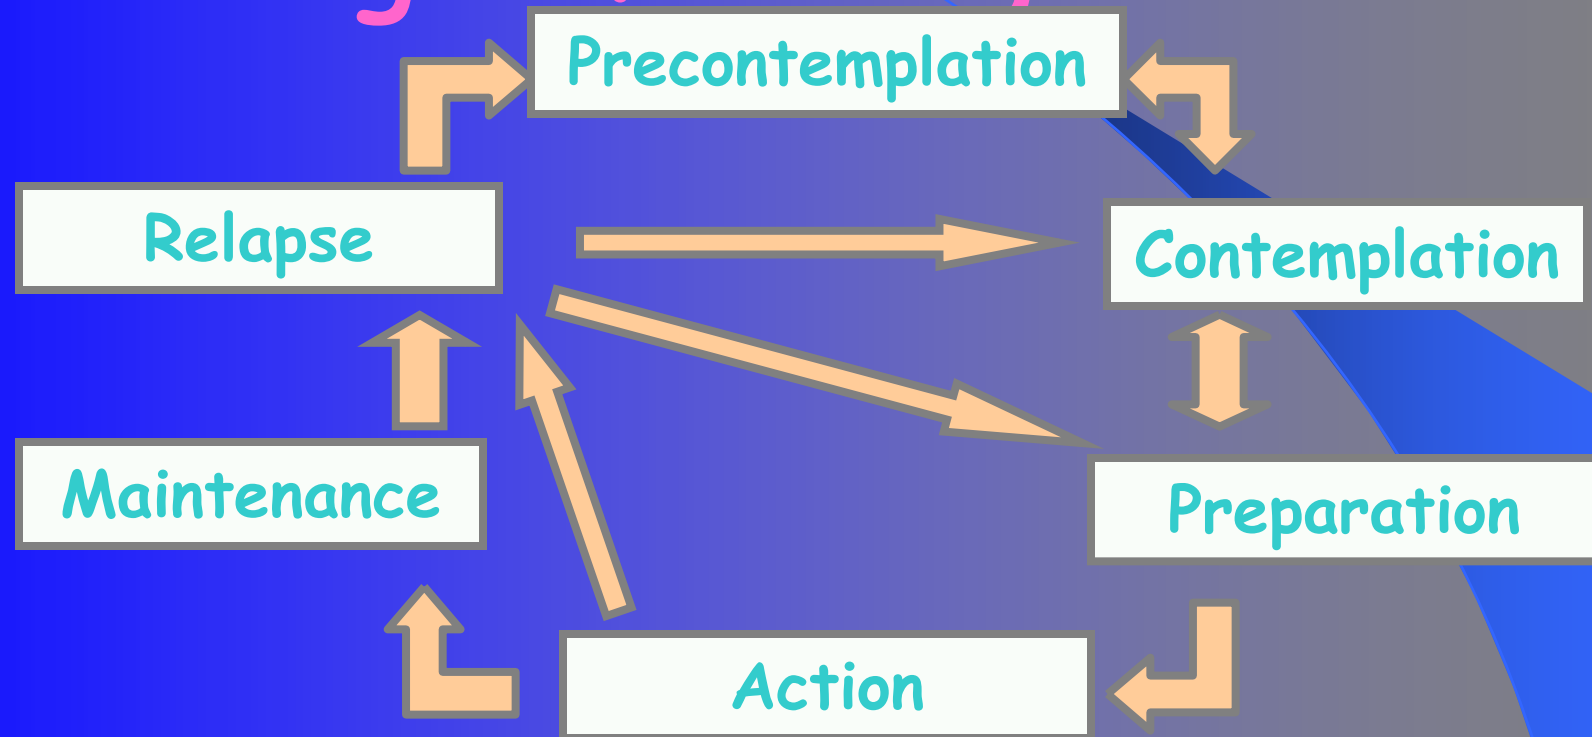 Precontemplation
Relapse
Contemplation
Maintenance
Preparation
Action